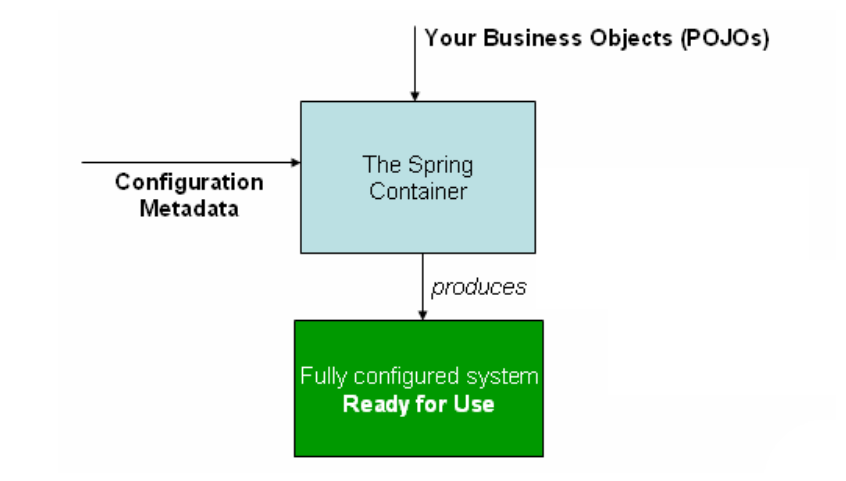 Your Business Objects (POJOs)
The Spring
Container
Configuration
Metadata
produces
Fully configured system
Ready for Use